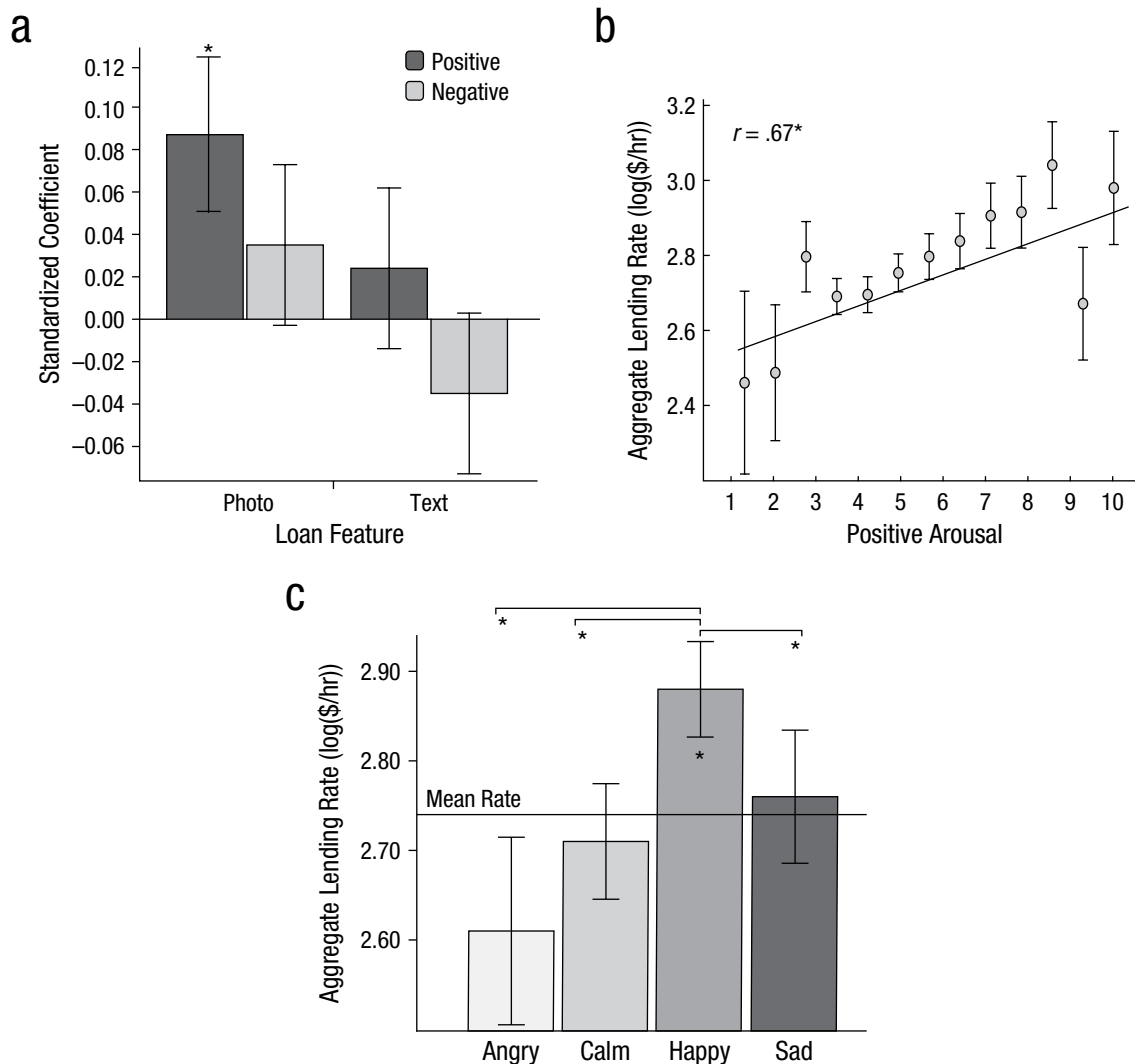 a
*
Positive
Negative
0.12
0.10
0.08
0.06
0.04
0.02
0.00
–0.02
–0.04
–0.06
Standardized Coefficient
Photo
Text
Loan Feature
b
r = .67*
3.2
3.0
2.8
2.6
2.4
Aggregate Lending Rate (log($/hr))
1 2 3 4 5 6 7 8 9 10
Positive Arousal
c
* * *
2.90
2.80
2.70
2.60
Aggregate Lending Rate (log($/hr))
*
Mean Rate
Angry Calm Happy Sad